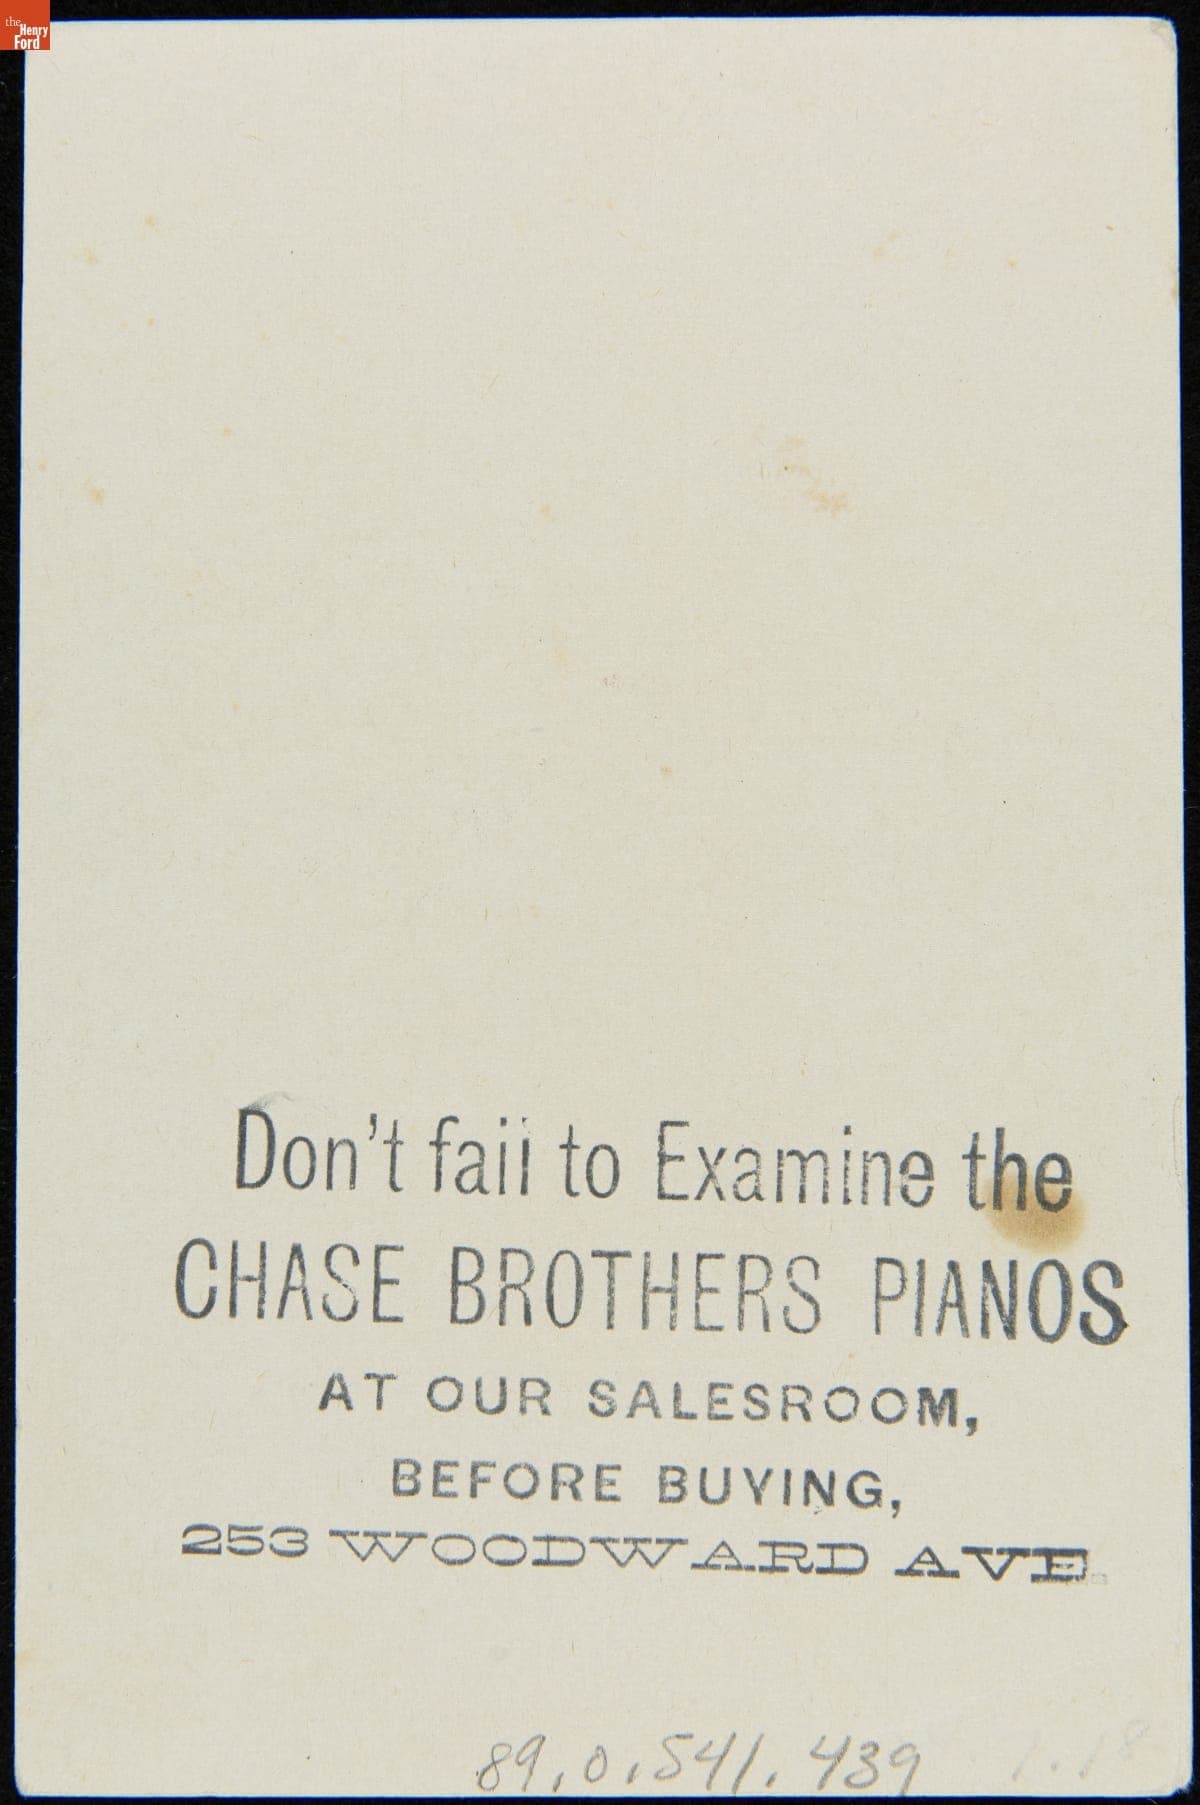 the
Henry
Ford
Don't fail to Examine the
CHASE BROTHERS PIANOS
AT OUR SALESROOM,
BEFORE BUYING,
253 WOODWARD AVE.
89.0.541.439